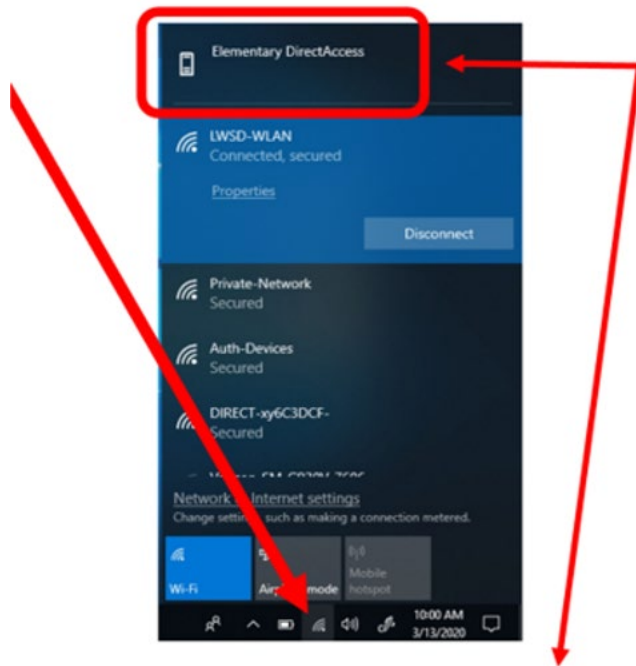 Elementary DirectAccess
LWSD-WLAN
Connected, secured
Properties
Disconnect
Private-Network
Secured
Auth-Devices
Secured
DIRECT-xy6C3DCF-
Secured
Network Internet settings
Change settings, such as making a connection metered.
Wi-Fi
mode
Mobile
hotspot
10:00 AM
3/13/2020